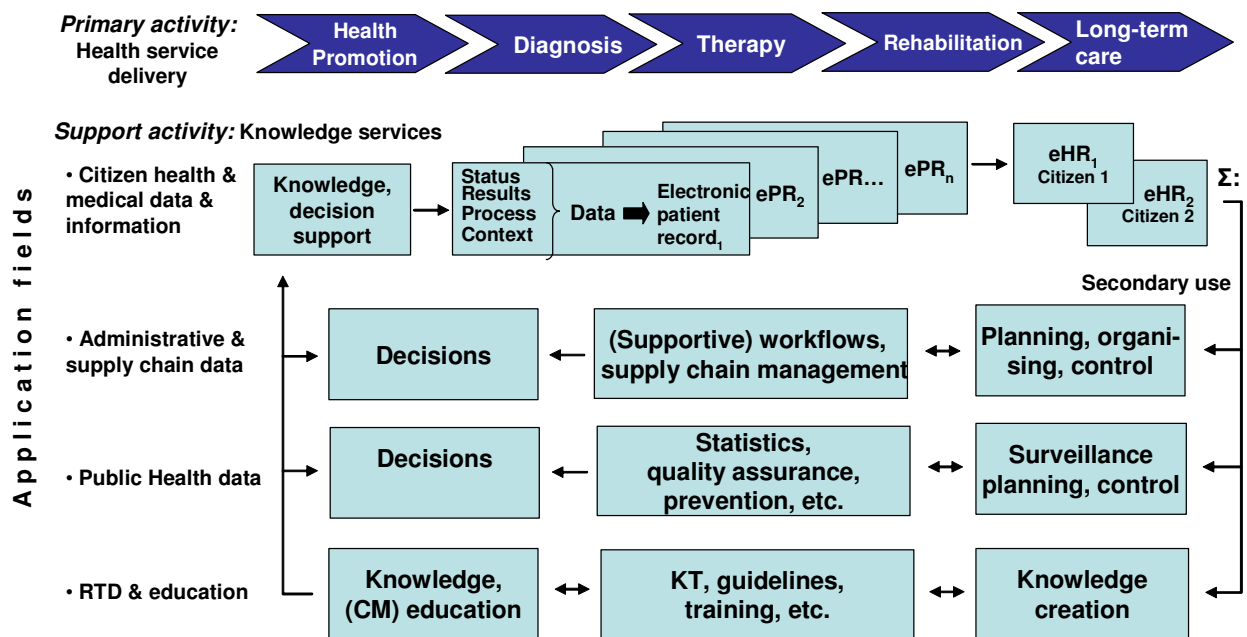 Primary activity:
Health service
delivery
Health
Promotion
Diagnosis
Therapy
Rehabilitation
Long-term
care
Support activity: Knowledge services
Application fields
• Citizen health &
medical data &
information
Knowledge,
decision
support
Status
Results
Process
Context
Data
Electronic
patient
record₁
ePR₂
ePR…
ePRₙ
eHR₁
Citizen 1
eHR₂
Citizen 2
Σ:
Secondary use
• Administrative &
supply chain data
Decisions
(Supportive) workflows,
supply chain management
Planning, organi-
sing, control
• Public Health data
Decisions
Statistics,
quality assurance,
prevention, etc.
Surveillance
planning, control
• RTD & education
Knowledge,
(CM) education
KT, guidelines,
training, etc.
Knowledge
creation